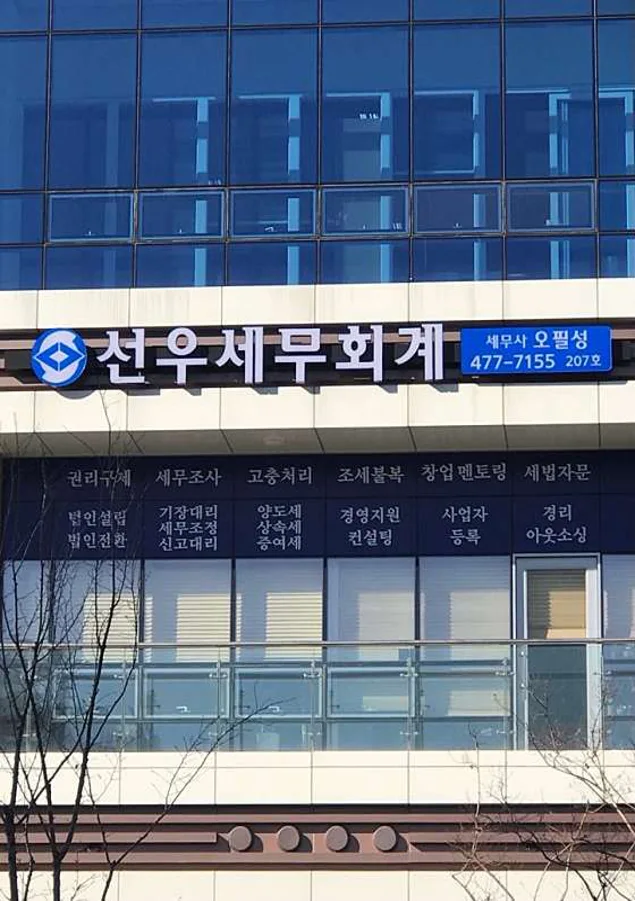 선우세무회계
세무사 오필성
477-7155 207호
권리구제 세무조사 고충처리 조세불복 창업멘토링 세법자문
법인설립
법인전환
기장대리
세무조정
신고대리
양도세
상속세
증여세
경영지원
컨설팅
사업자
등록
경리
아웃소싱